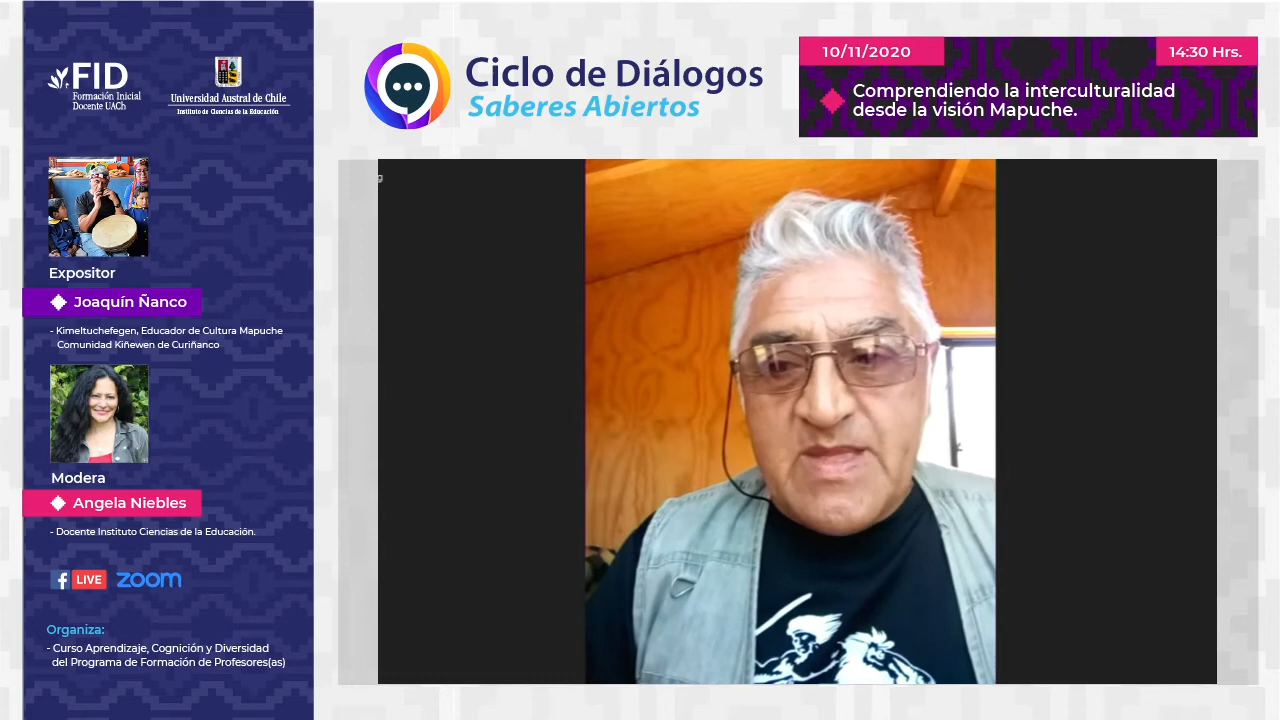 FID
Formación Inicial
Docente UACh
Universidad Austral de Chile
Instituto de Ciencias de la Educación
Ciclo de Diálogos
Saberes Abiertos
10/11/2020
14:30 Hrs.
Comprendiendo la interculturalidad
desde la visión Mapuche.
Expositor
Joaquín Ñanco
- Kimeltuchefegen, Educador de Cultura Mapuche
Comunidad Kiñewen de Curiñanco
Modera
Angela Niebles
- Docente Instituto Ciencias de la Educación.
f LIVE zoom
Organiza:
- Curso Aprendizaje, Cognición y Diversidad
del Programa de Formación de Profesores(as)